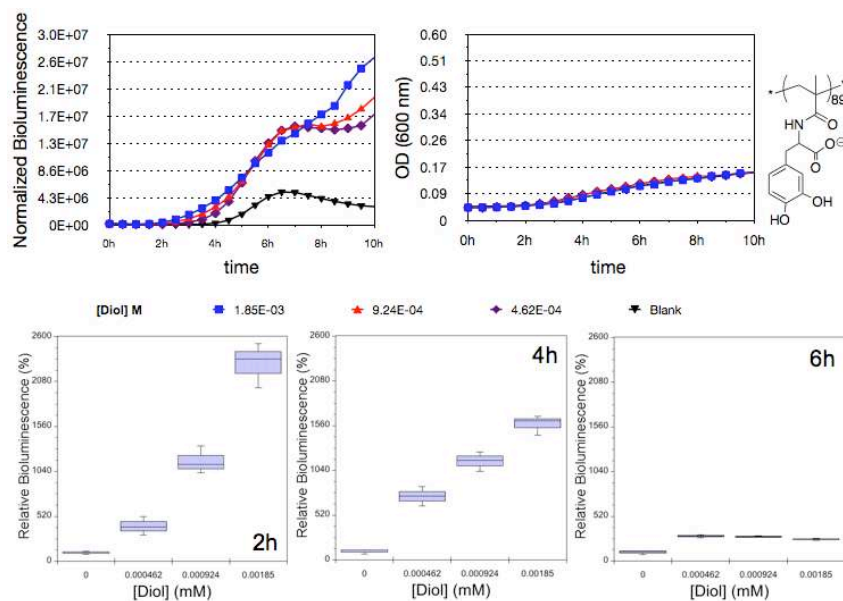 Normalized Bioluminescence
3.0E+07
2.6E+07
2.1E+07
1.7E+07
1.3E+07
8.6E+06
4.3E+06
0.0E+00
0h 2h 4h 6h 8h 10h
time
OD (600 nm)
0.60
0.51
0.43
0.34
0.26
0.17
0.09
0
0h 2h 4h 6h 8h 10h
time
* *
89
HN O
O⊖
O
OH
HO
[Diol] M 1.85E-03 9.24E-04 4.62E-04 Blank
Relative Bioluminescence (%)
2600
2080
1560
1040
520
0
2h
0 0.000462 0.000924 0.00185
[Diol] (mM)
Relative Bioluminescence (%)
2600
2080
1560
1040
520
0
4h
0 0.000462 0.000924 0.00185
[Diol] (mM)
Relative Bioluminescence (%)
2600
2080
1560
1040
520
0
6h
0 0.000462 0.000924 0.00185
[Diol] (mM)